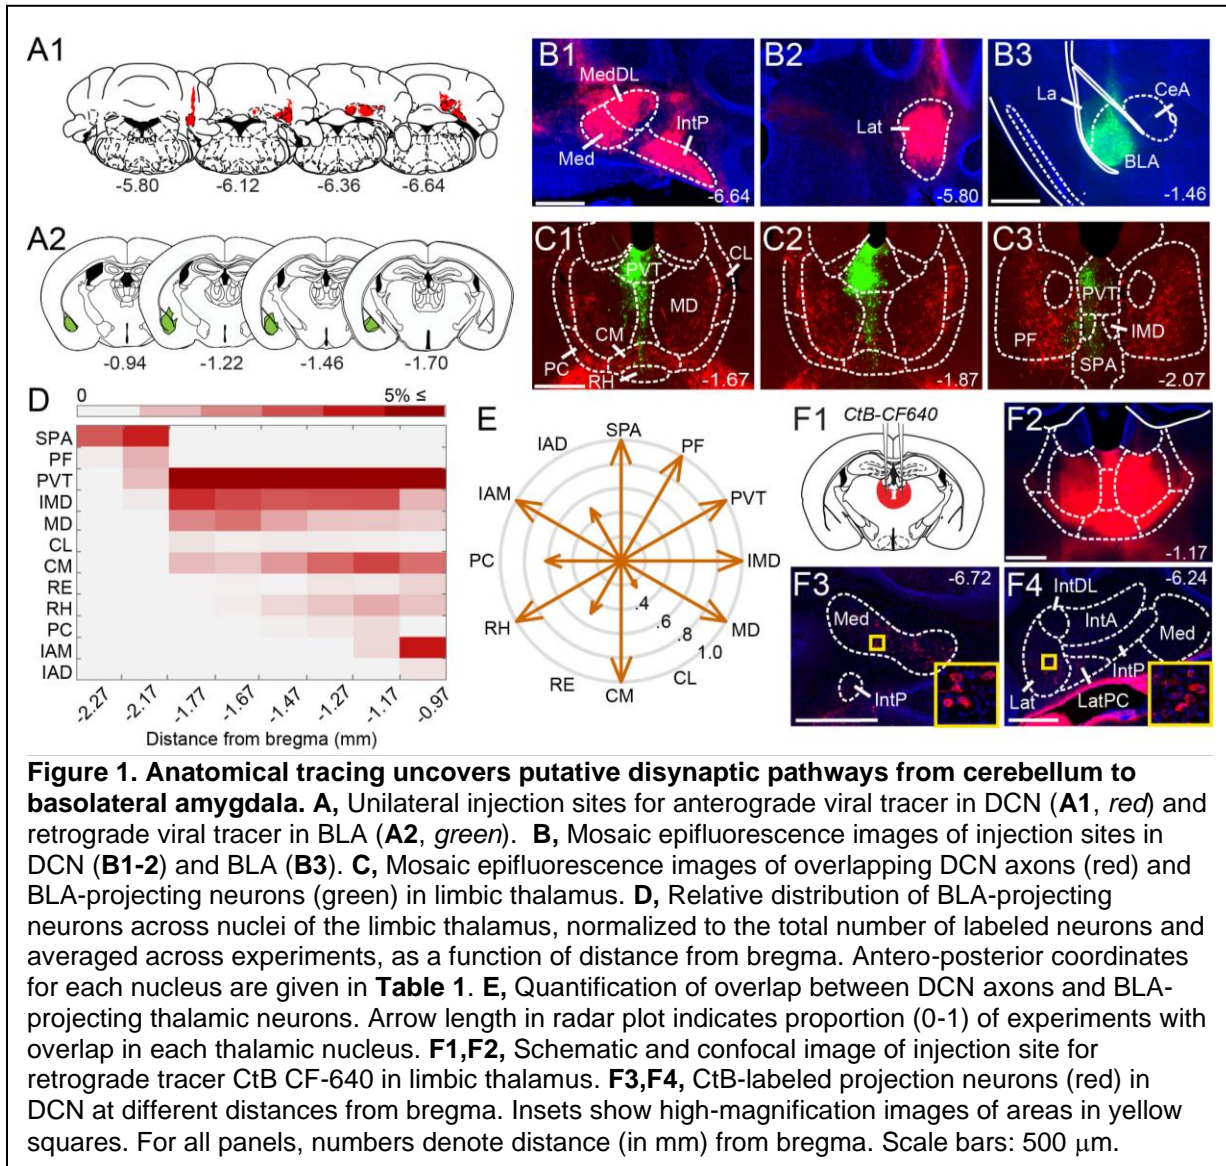 A1
-5.80
-6.12
-6.36
-6.64
A2
-0.94
-1.22
-1.46
-1.70
B1
MedDL
Med
IntP
-6.64
B2
Lat
-5.80
B3
La
CeA
BLA
-1.46
C1
PVT
CL
MD
CM
PC
RH
-1.67
C2
-1.87
C3
PVT
PF
IMD
SPA
-2.07
D
0
5% ≤
SPA
PF
PVT
IMD
MD
CL
CM
RE
RH
PC
IAM
IAD
-2.27
-2.17
-1.77
-1.67
-1.47
-1.27
-1.17
-0.97
Distance from bregma (mm)
E
SPA
PF
PVT
IMD
MD
CL
CM
RE
RH
PC
IAM
IAD
.4
.6
.8
1.0
F1
CtB-CF640
F2
-1.17
F3
-6.72
Med
IntP
F4
-6.24
IntDL
IntA
Med
IntP
Lat
LatPC
Figure 1. Anatomical tracing uncovers putative disynaptic pathways from cerebellum to
basolateral amygdala. A, Unilateral injection sites for anterograde viral tracer in DCN (A1, red) and
retrograde viral tracer in BLA (A2, green). B, Mosaic epifluorescence images of injection sites in
DCN (B1-2) and BLA (B3). C, Mosaic epifluorescence images of overlapping DCN axons (red) and
BLA-projecting neurons (green) in limbic thalamus. D, Relative distribution of BLA-projecting
neurons across nuclei of the limbic thalamus, normalized to the total number of labeled neurons and
averaged across experiments, as a function of distance from bregma. Antero-posterior coordinates
for each nucleus are given in Table 1. E, Quantification of overlap between DCN axons and BLA-
projecting thalamic neurons. Arrow length in radar plot indicates proportion (0-1) of experiments with
overlap in each thalamic nucleus. F1,F2, Schematic and confocal image of injection site for
retrograde tracer CtB CF-640 in limbic thalamus. F3,F4, CtB-labeled projection neurons (red) in
DCN at different distances from bregma. Insets show high-magnification images of areas in yellow
squares. For all panels, numbers denote distance (in mm) from bregma. Scale bars: 500 μm.